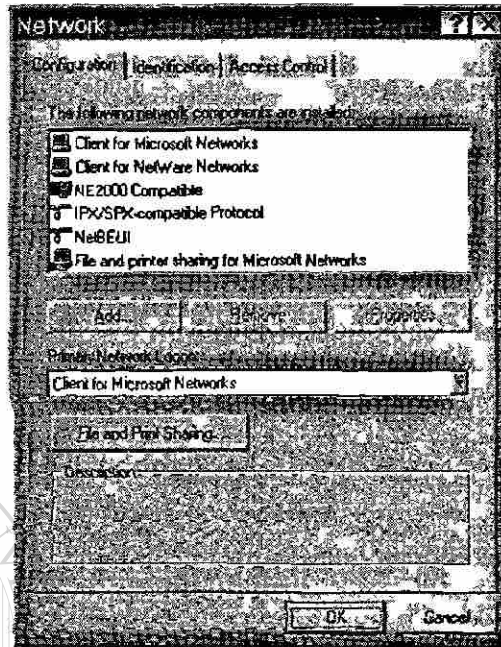 Network
Configuration Identification Access Control
The following network components are installed:
Client for Microsoft Networks
Client for NetWare Networks
NE2000 Compatible
IPX/SPX-compatible Protocol
NetBEUI
File and printer sharing for Microsoft Networks
Add... Remove Properties
Primary Network Logon:
Client for Microsoft Networks
File and Print Sharing...
Description
OK Cancel